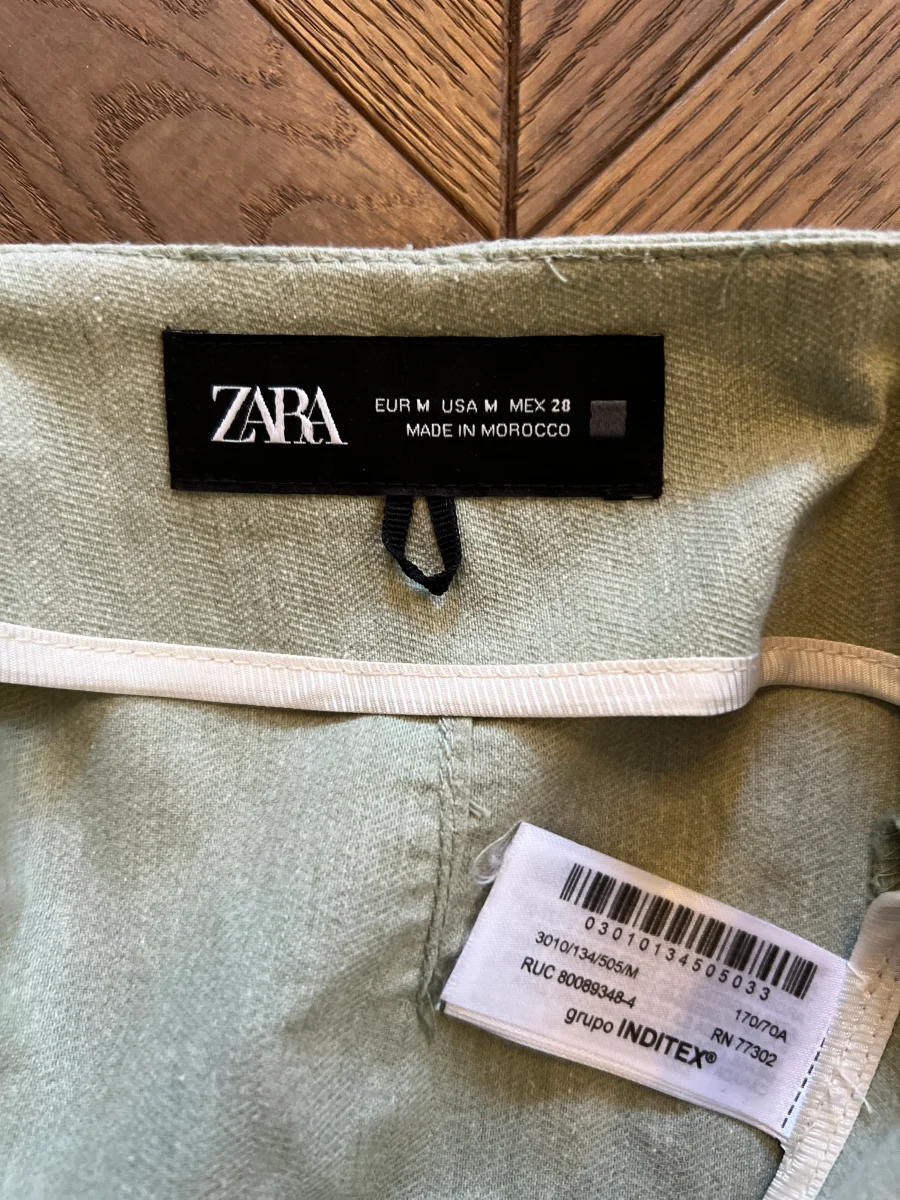 ZARA
EUR M USA M MEX 28
MADE IN MOROCCO
03010134505033
3010/134/505/M
170/70A
RUC 80089348-4
RN 77302
grupo INDITEX®